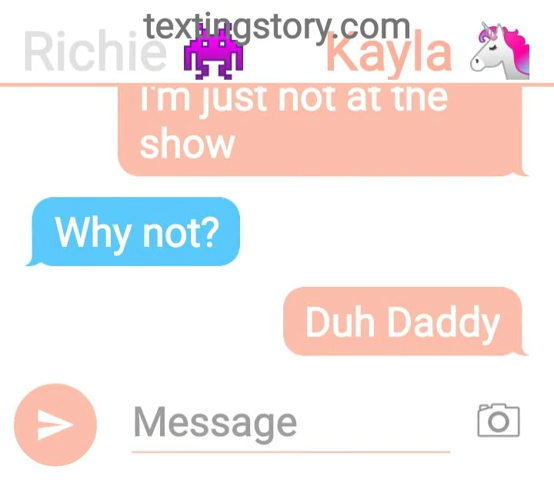 textingstory.com
Richie Kayla
I'm just not at the
show
Why not?
Duh Daddy
Message